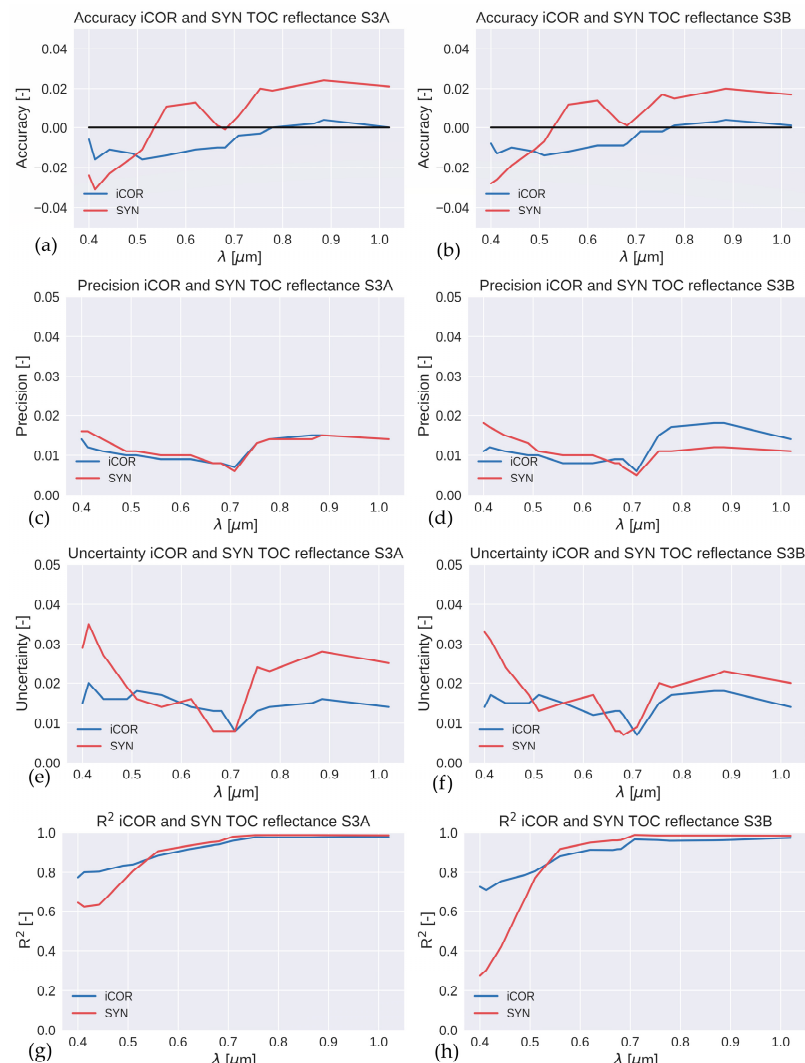 Accuracy iCOR and SYN TOC reflectance S3A
Accuracy iCOR and SYN TOC reflectance S3B
0.04
0.02
0.00
−0.02
−0.04
Accuracy [-]
iCOR
SYN
0.4 0.5 0.6 0.7 0.8 0.9 1.0
λ [μm]
(a)
0.04
0.02
0.00
−0.02
−0.04
Accuracy [-]
iCOR
SYN
0.4 0.5 0.6 0.7 0.8 0.9 1.0
λ [μm]
(b)
Precision iCOR and SYN TOC reflectance S3A
Precision iCOR and SYN TOC reflectance S3B
0.05
0.04
0.03
0.02
0.01
0.00
Precision [-]
iCOR
SYN
0.4 0.5 0.6 0.7 0.8 0.9 1.0
λ [μm]
(c)
0.05
0.04
0.03
0.02
0.01
0.00
Precision [-]
iCOR
SYN
0.4 0.5 0.6 0.7 0.8 0.9 1.0
λ [μm]
(d)
Uncertainty iCOR and SYN TOC reflectance S3A
Uncertainty iCOR and SYN TOC reflectance S3B
0.05
0.04
0.03
0.02
0.01
0.00
Uncertainty [-]
iCOR
SYN
0.4 0.5 0.6 0.7 0.8 0.9 1.0
λ [μm]
(e)
0.05
0.04
0.03
0.02
0.01
0.00
Uncertainty [-]
iCOR
SYN
0.4 0.5 0.6 0.7 0.8 0.9 1.0
λ [μm]
(f)
R² iCOR and SYN TOC reflectance S3A
R² iCOR and SYN TOC reflectance S3B
1.0
0.8
0.6
0.4
0.2
0.0
R² [-]
iCOR
SYN
0.4 0.5 0.6 0.7 0.8 0.9 1.0
λ [μm]
(g)
1.0
0.8
0.6
0.4
0.2
0.0
R² [-]
iCOR
SYN
0.4 0.5 0.6 0.7 0.8 0.9 1.0
λ [μm]
(h)